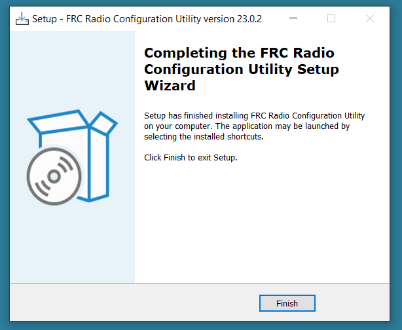 Setup - FRC Radio Configuration Utility version 23.0.2
Completing the FRC Radio
Configuration Utility Setup
Wizard
Setup has finished installing FRC Radio Configuration Utility
on your computer. The application may be launched by
selecting the installed shortcuts.
Click Finish to exit Setup.
Finish